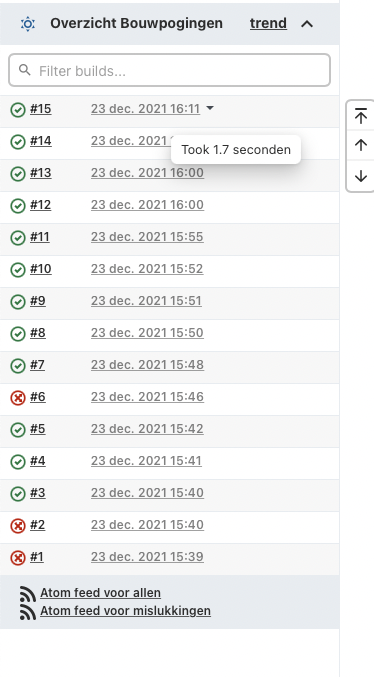 Overzicht Bouwpogingen trend
Filter builds...
#15 23 dec. 2021 16:11
#14 23 dec. 2021
Took 1.7 seconden
#13 23 dec. 2021 16:00
#12 23 dec. 2021 16:00
#11 23 dec. 2021 15:55
#10 23 dec. 2021 15:52
#9 23 dec. 2021 15:51
#8 23 dec. 2021 15:50
#7 23 dec. 2021 15:48
#6 23 dec. 2021 15:46
#5 23 dec. 2021 15:42
#4 23 dec. 2021 15:41
#3 23 dec. 2021 15:40
#2 23 dec. 2021 15:40
#1 23 dec. 2021 15:39
Atom feed voor allen
Atom feed voor mislukkingen